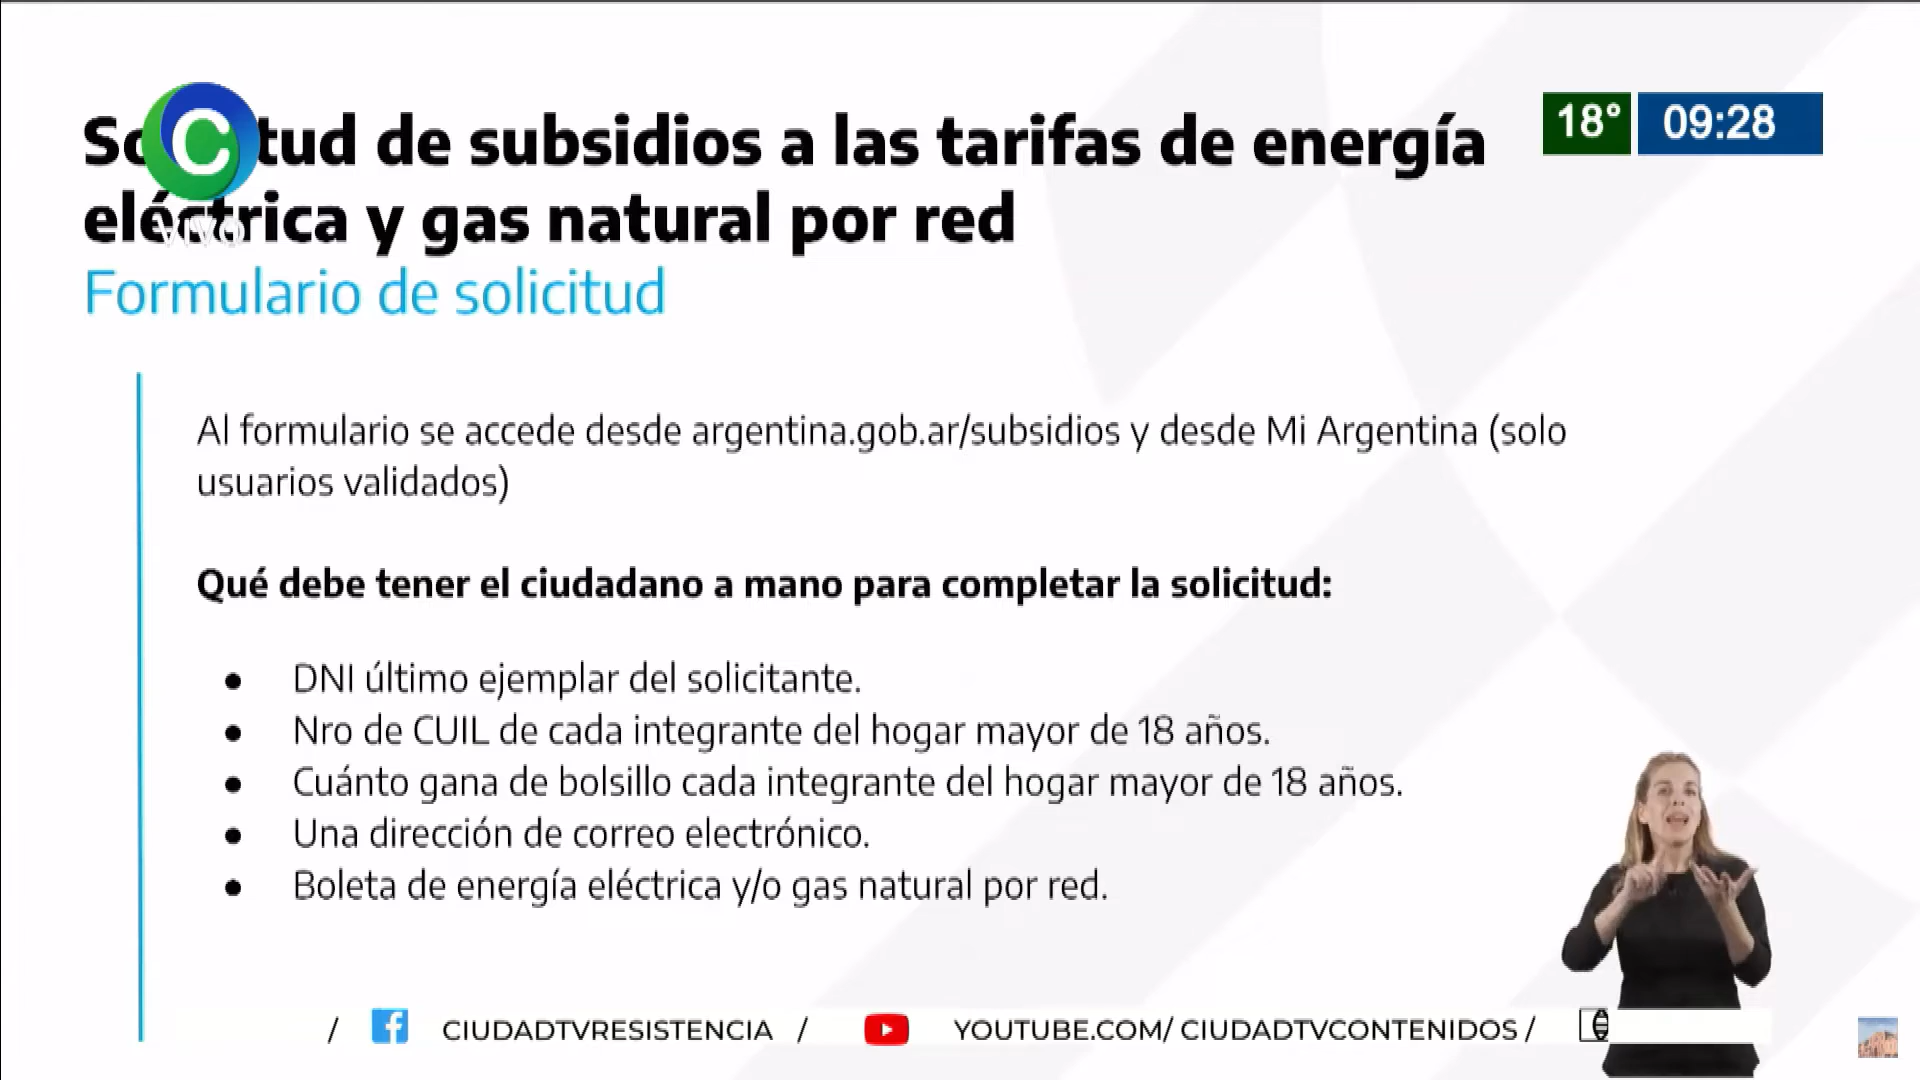 So tud de subsidios a las tarifas de energía
eléctrica y gas natural por red
Formulario de solicitud
C
VIVO
18°
09:28
Al formulario se accede desde argentina.gob.ar/subsidios y desde Mi Argentina (solo
usuarios validados)
Qué debe tener el ciudadano a mano para completar la solicitud:
● DNI último ejemplar del solicitante.
● Nro de CUIL de cada integrante del hogar mayor de 18 años.
● Cuánto gana de bolsillo cada integrante del hogar mayor de 18 años.
● Una dirección de correo electrónico.
● Boleta de energía eléctrica y/o gas natural por red.
/ CIUDADTVRESISTENCIA / YOUTUBE.COM/ CIUDADTVCONTENIDOS /